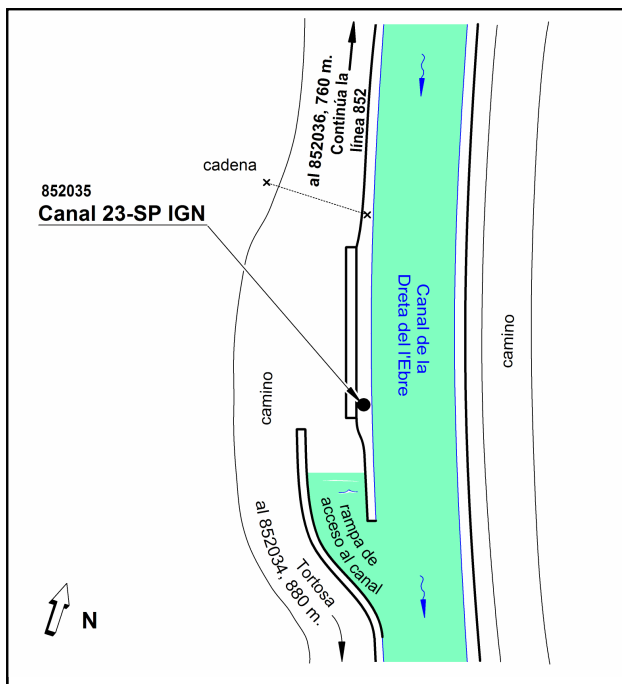 al 852036, 760 m.
Continúa la
línea 852
cadena
852035
Canal 23-SP IGN
Canal de la
Dreta del l'Ebre
camino
camino
rampa de
acceso al canal
al 852034, 880 m.
Tortosa
N